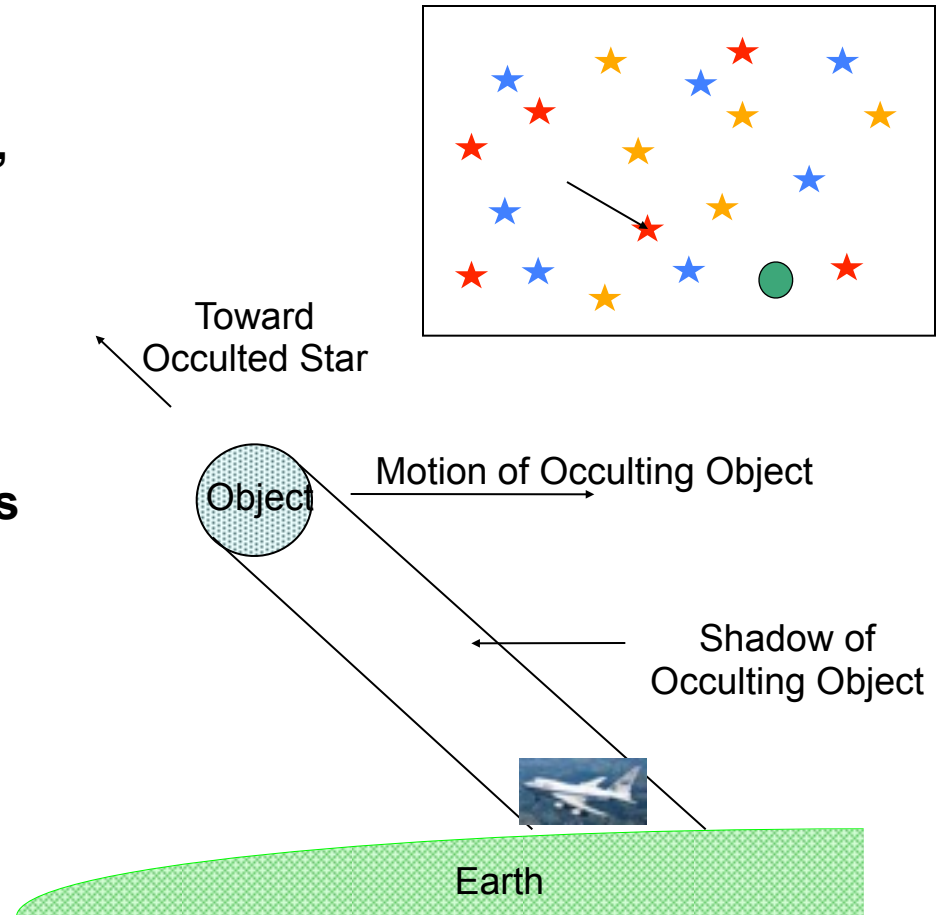 ,
Toward
Occulted Star
Motion of Occulting Object
Object
s
Shadow of
Occulting Object
Earth